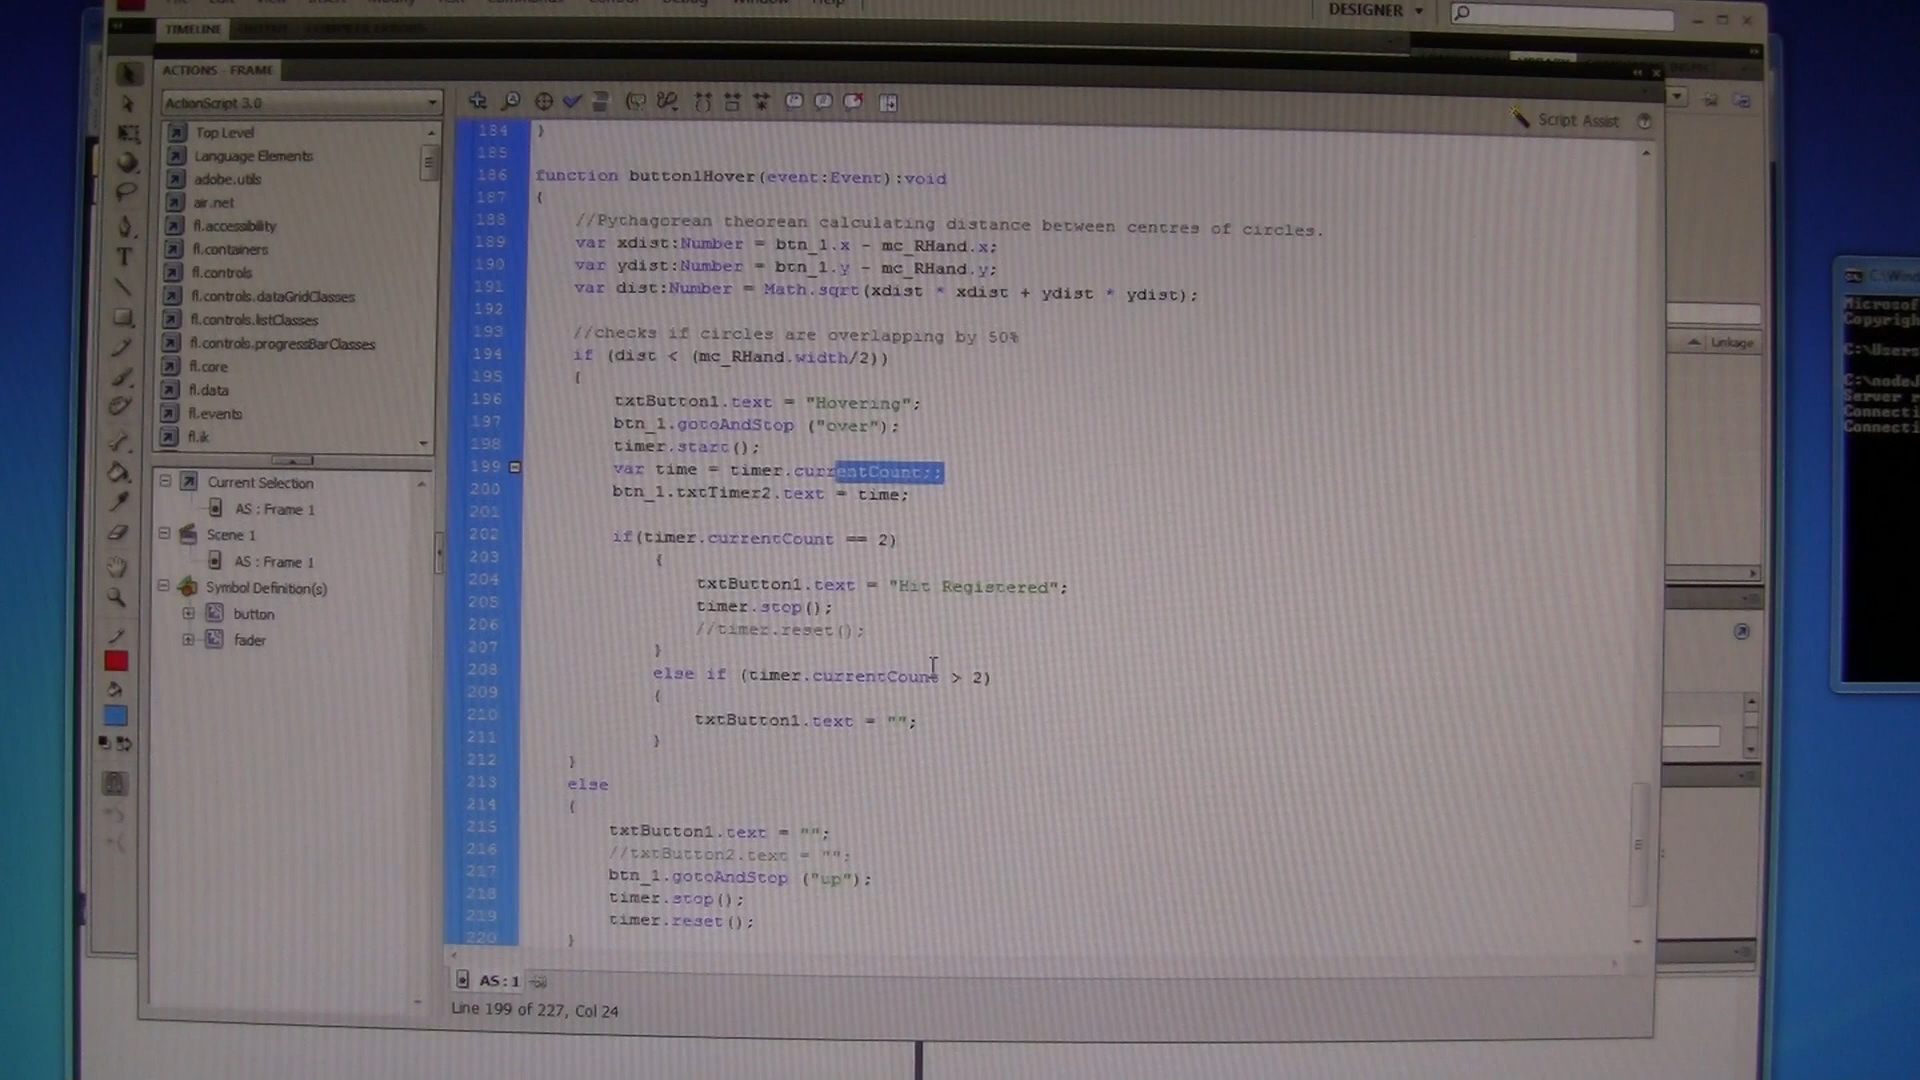 DESIGNER
TIMELINE
ACTIONS - FRAME
ActionScript 3.0
Script Assist
Top Level
Language Elements
adobe.utils
air.net
fl.accessibility
fl.containers
fl.controls
fl.controls.dataGridClasses
fl.controls.listClasses
fl.controls.progressBarClasses
fl.core
fl.data
fl.events
fl.ik
Current Selection
AS : Frame 1
Scene 1
AS : Frame 1
Symbol Definition(s)
button
fader
184 }
185
186 function button1Hover(event:Event):void
187 {
188 //Pythagorean theorean calculating distance between centres of circles.
189 var xdist:Number = btn_1.x - mc_RHand.x;
190 var ydist:Number = btn_1.y - mc_RHand.y;
191 var dist:Number = Math.sqrt(xdist * xdist + ydist * ydist);
192
193 //checks if circles are overlapping by 50%
194 if (dist < (mc_RHand.width/2))
195 {
196 txtButton1.text = "Hovering";
197 btn_1.gotoAndStop ("over");
198 timer.start();
199 var time = timer.currentCount;;
200 btn_1.txtTimer2.text = time;
201
202 if(timer.currentCount == 2)
203 {
204 txtButton1.text = "Hit Registered";
205 timer.stop();
206 //timer.reset();
207 }
208 else if (timer.currentCount > 2)
209 {
210 txtButton1.text = "";
211 }
212 }
213 else
214 {
215 txtButton1.text = "";
216 //txtButton2.text = "";
217 btn_1.gotoAndStop ("up");
218 timer.stop();
219 timer.reset();
220 }
AS : 1
Line 199 of 227, Col 24
Linkage
C:\Wind
Microsof
Copyrigh
C:\Users
C:\nodeJ
Server r
Connecti
Connecti